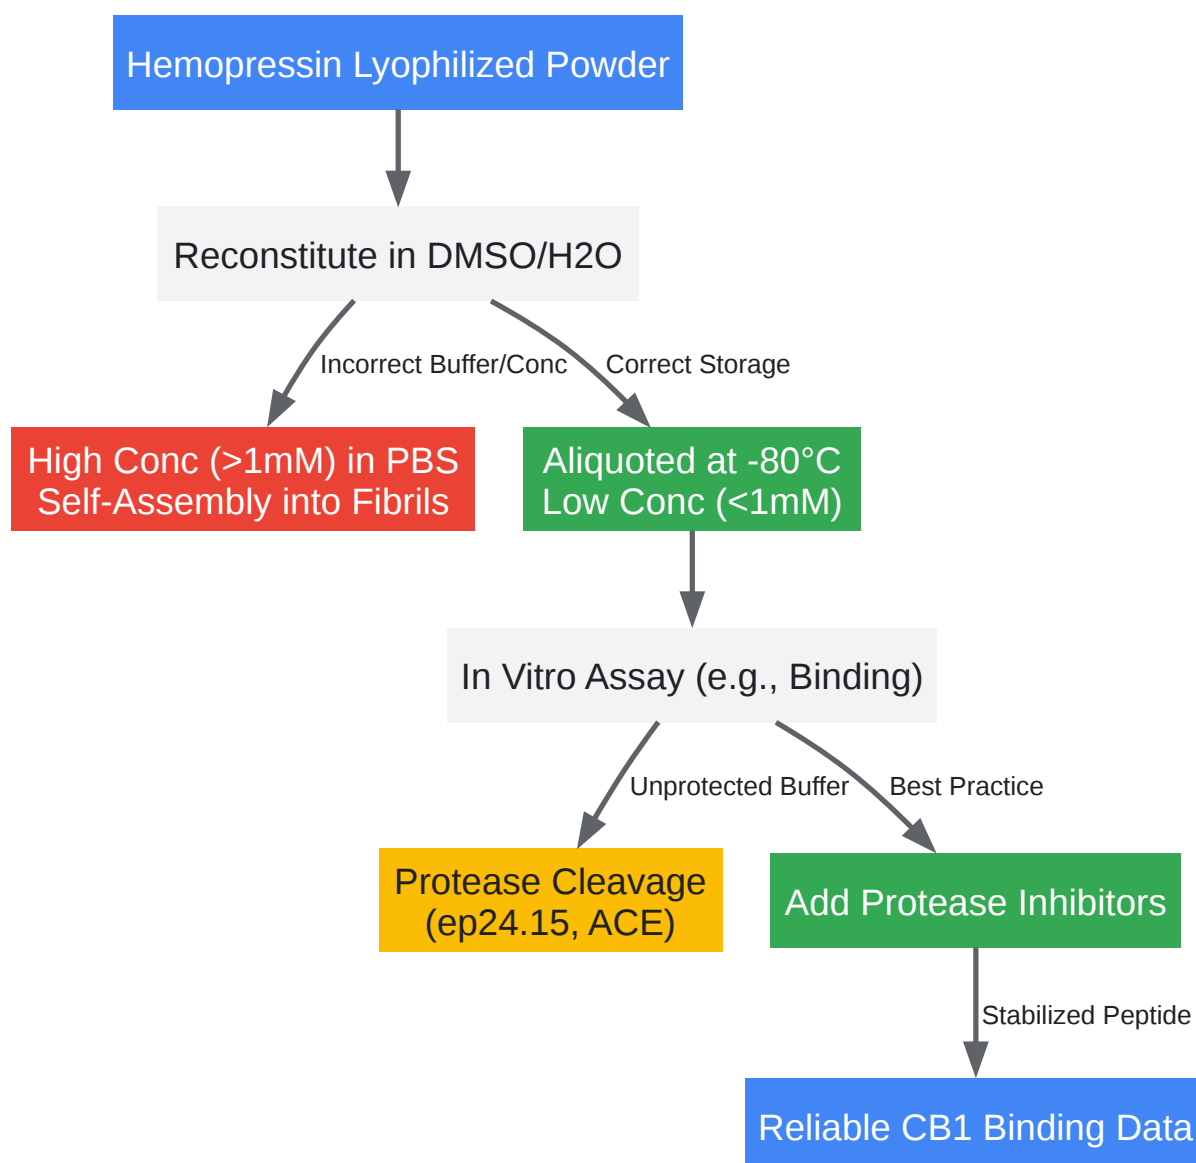 Hemopressin Lyophilized Powder
Reconstitute in DMSO/H2O
Incorrect Buffer/Conc
Correct Storage
High Conc (>1mM) in PBS
Self-Assembly into Fibrils
Aliquoted at -80°C
Low Conc (<1mM)
In Vitro Assay (e.g., Binding)
Unprotected Buffer
Best Practice
Protease Cleavage
(ep24.15, ACE)
Add Protease Inhibitors
Stabilized Peptide
Reliable CB1 Binding Data